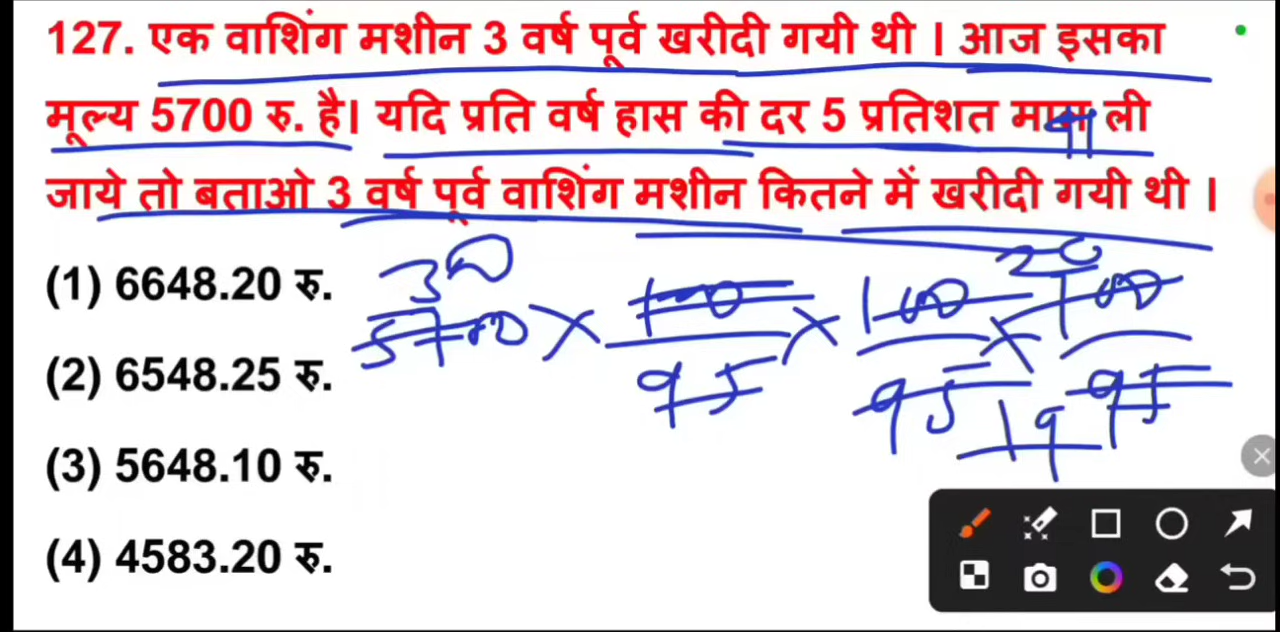 127. एक वाशिंग मशीन 3 वर्ष पूर्व खरीदी गयी थी । आज इसका
मूल्य 5700 रु. है। यदि प्रति वर्ष हास की दर 5 प्रतिशत मान ली
जाये तो बताओ 3 वर्ष पूर्व वाशिंग मशीन कितने में खरीदी गयी थी ।
(1) 6648.20 रु.
(2) 6548.25 रु.
(3) 5648.10 रु.
(4) 4583.20 रु.
300 20
5700 × 100 × 100 × 100
95 95 95
19